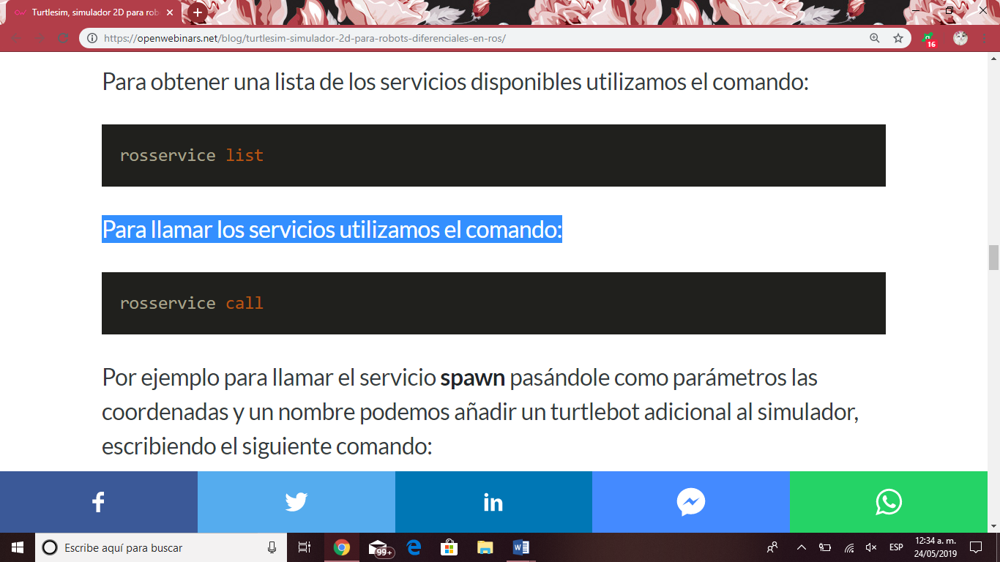 Turtlesim, simulador 2D para rob
https://openwebinars.net/blog/turtlesim-simulador-2d-para-robots-diferenciales-en-ros/
16
Para obtener una lista de los servicios disponibles utilizamos el comando:
rosservice list
Para llamar los servicios utilizamos el comando:
rosservice call
Por ejemplo para llamar el servicio spawn pasándole como parámetros las
coordenadas y un nombre podemos añadir un turtlebot adicional al simulador,
escribiendo el siguiente comando:
Escribe aquí para buscar
99+
ESP
12:34 a. m.
24/05/2019